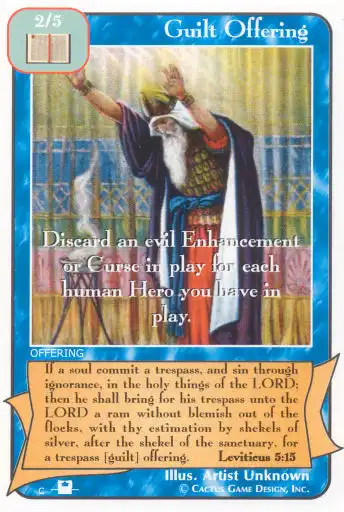 2/5
Guilt Offering
Discard an evil Enhancement
or Curse in play for each
human Hero you have in
play.
OFFERING
If a soul commit a trespass, and sin through
ignorance, in the holy things of the LORD;
then he shall bring for his trespass unto the
LORD a ram without blemish out of the
flocks, with thy estimation by shekels of
silver, after the shekel of the sanctuary, for
a trespass [guilt] offering. Leviticus 5:15
Illus. Artist Unknown
C © CACTUS GAME DESIGN, INC.